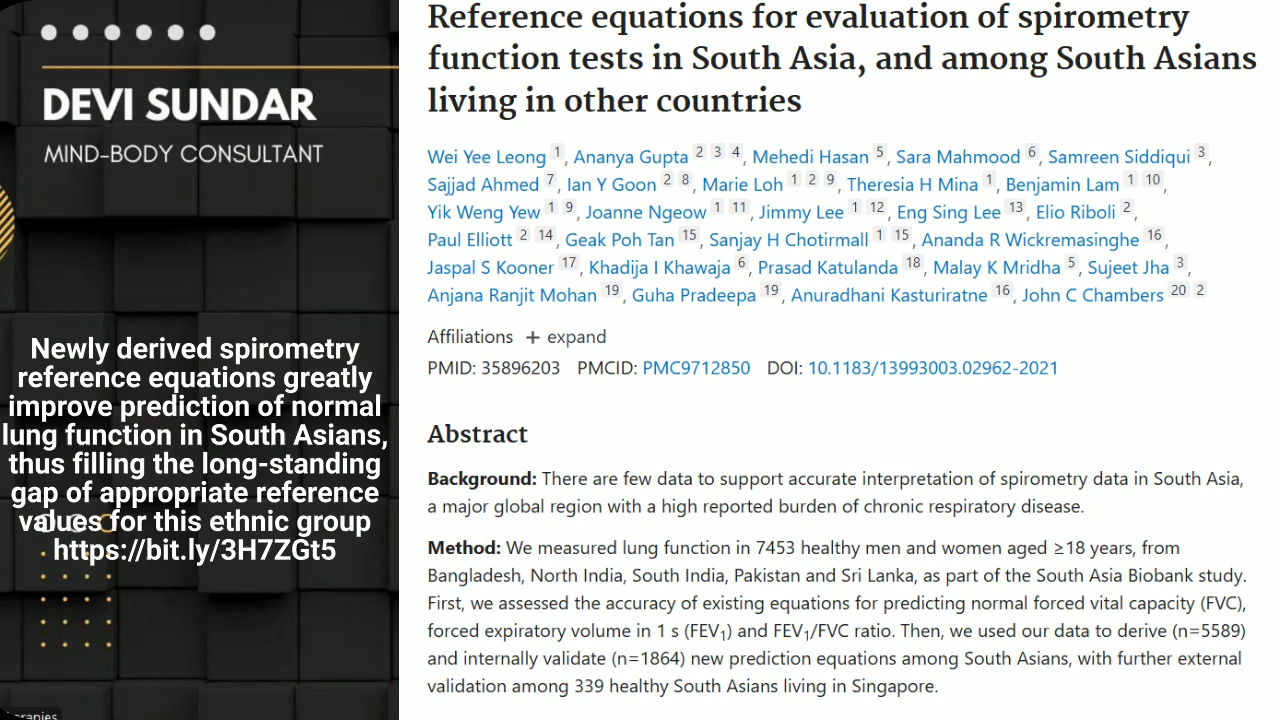 DEVI SUNDAR
MIND-BODY CONSULTANT
Newly derived spirometry
reference equations greatly
improve prediction of normal
lung function in South Asians,
thus filling the long-standing
gap of appropriate reference
values for this ethnic group
https://bit.ly/3H7ZGt5
Reference equations for evaluation of spirometry
function tests in South Asia, and among South Asians
living in other countries
Wei Yee Leong 1, Ananya Gupta 2 3 4, Mehedi Hasan 5, Sara Mahmood 6, Samreen Siddiqui 3,
Sajjad Ahmed 7, Ian Y Goon 2 8, Marie Loh 1 2 9, Theresia H Mina 1, Benjamin Lam 1 10,
Yik Weng Yew 1 9, Joanne Ngeow 1 11, Jimmy Lee 1 12, Eng Sing Lee 13, Elio Riboli 2,
Paul Elliott 2 14, Geak Poh Tan 15, Sanjay H Chotirmall 1 15, Ananda R Wickremasinghe 16,
Jaspal S Kooner 17, Khadija I Khawaja 6, Prasad Katulanda 18, Malay K Mridha 5, Sujeet Jha 3,
Anjana Ranjit Mohan 19, Guha Pradeepa 19, Anuradhani Kasturiratne 16, John C Chambers 20 2
Affiliations + expand
PMID: 35896203 PMCID: PMC9712850 DOI: 10.1183/13993003.02962-2021
Abstract
Background: There are few data to support accurate interpretation of spirometry data in South Asia,
a major global region with a high reported burden of chronic respiratory disease.
Method: We measured lung function in 7453 healthy men and women aged ≥18 years, from
Bangladesh, North India, South India, Pakistan and Sri Lanka, as part of the South Asia Biobank study.
First, we assessed the accuracy of existing equations for predicting normal forced vital capacity (FVC),
forced expiratory volume in 1 s (FEV₁) and FEV₁/FVC ratio. Then, we used our data to derive (n=5589)
and internally validate (n=1864) new prediction equations among South Asians, with further external
validation among 339 healthy South Asians living in Singapore.